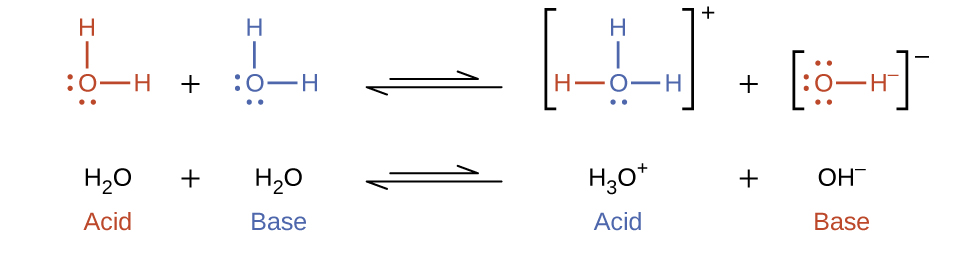 H H H H
:O–H + :O–H ⇌ [H–O–H]⁺ + [:O–H⁻]⁻
H₂O + H₂O ⇌ H₃O⁺ + OH⁻
Acid Base Acid Base